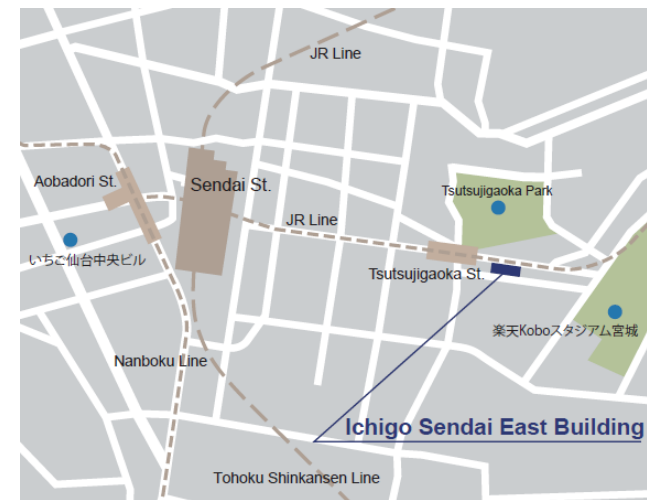 JR Line
Aobadori St.
Sendai St.
Tsutsujigaoka Park
JR Line
いちご仙台中央ビル
Tsutsujigaoka St.
楽天Koboスタジアム宮城
Nanboku Line
Ichigo Sendai East Building
Tohoku Shinkansen Line